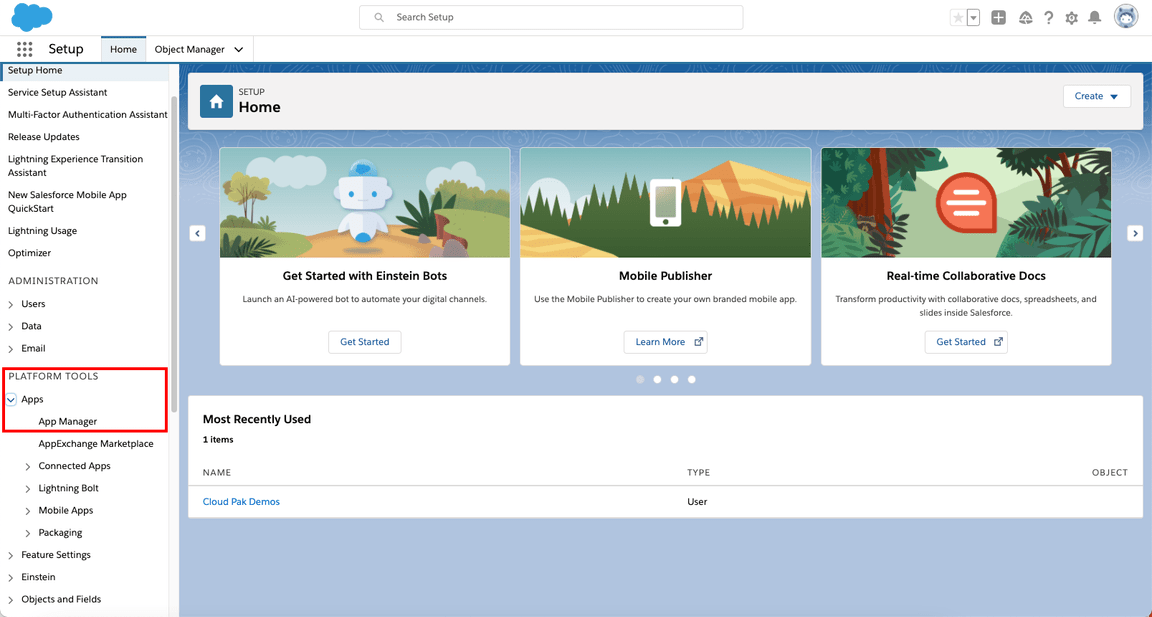 Search Setup
Setup
Home
Object Manager
Setup Home
Service Setup Assistant
Multi-Factor Authentication Assistant
Release Updates
Lightning Experience Transition
Assistant
New Salesforce Mobile App
QuickStart
Lightning Usage
Optimizer
ADMINISTRATION
Users
Data
Email
PLATFORM TOOLS
Apps
App Manager
AppExchange Marketplace
Connected Apps
Lightning Bolt
Mobile Apps
Packaging
Feature Settings
Einstein
Objects and Fields
SETUP
Home
Create
Get Started with Einstein Bots
Launch an AI-powered bot to automate your digital channels.
Get Started
Mobile Publisher
Use the Mobile Publisher to create your own branded mobile app.
Learn More
Real-time Collaborative Docs
Transform productivity with collaborative docs, spreadsheets, and
slides inside Salesforce.
Get Started
Most Recently Used
1 items
NAME TYPE OBJECT
Cloud Pak Demos User